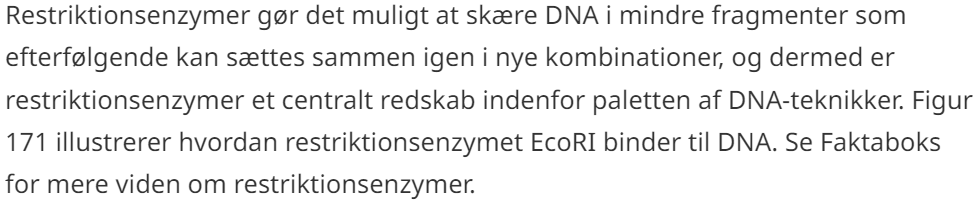 Restriktionsenzymer gør det muligt at skære DNA i mindre fragmenter som
efterfølgende kan sættes sammen igen i nye kombinationer, og dermed er
restriktionsenzymer et centralt redskab indenfor paletten af DNA-teknikker. Figur
171 illustrerer hvordan restriktionsenzymet EcoRI binder til DNA. Se Faktaboks
for mere viden om restriktionsenzymer.